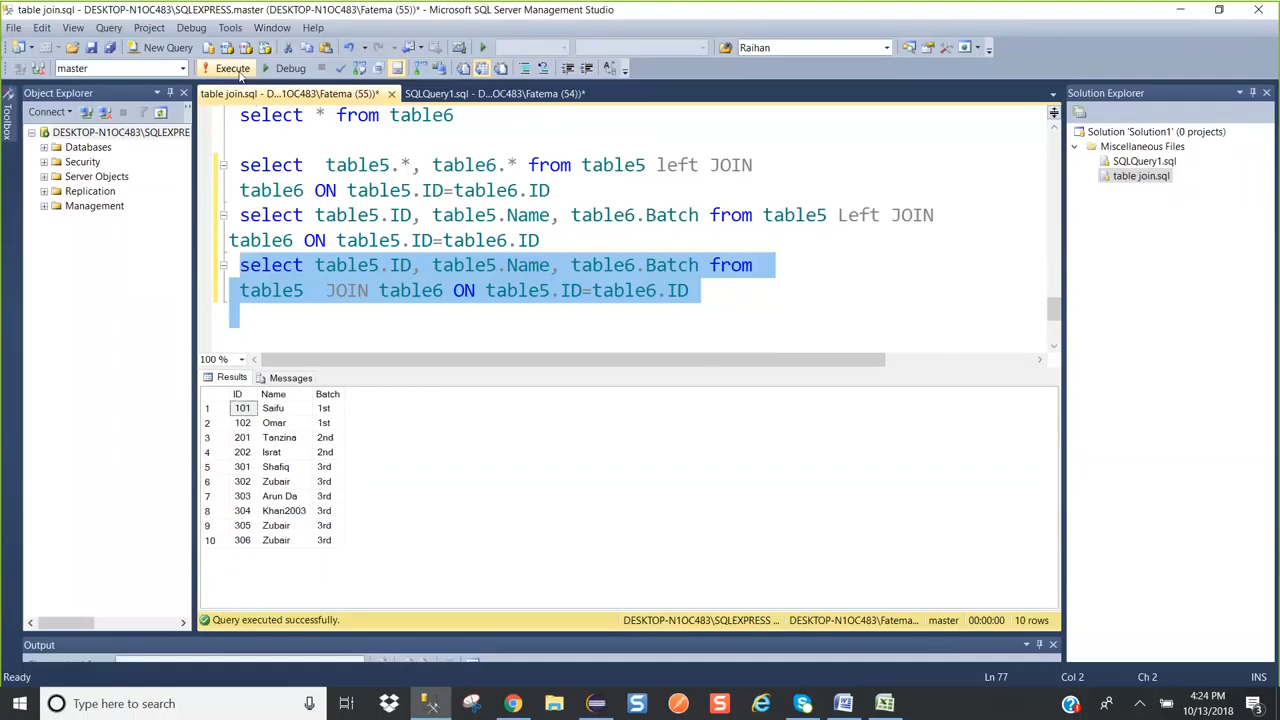 table join.sql - DESKTOP-N1OC483\SQLEXPRESS.master (DESKTOP-N1OC483\Fatema (55))* - Microsoft SQL Server Management Studio
File Edit View Query Project Debug Tools Window Help
New Query Raihan
master Execute Debug
Toolbox
Object Explorer
Connect
DESKTOP-N1OC483\SQLEXPRE
Databases
Security
Server Objects
Replication
Management
table join.sql - D...1OC483\Fatema (55))* SQLQuery1.sql - D...OC483\Fatema (54))*
select * from table6
select table5.*, table6.* from table5 left JOIN
table6 ON table5.ID=table6.ID
select table5.ID, table5.Name, table6.Batch from table5 Left JOIN
table6 ON table5.ID=table6.ID
select table5.ID, table5.Name, table6.Batch from
table5 JOIN table6 ON table5.ID=table6.ID
100 %
Results Messages
ID Name Batch
1 101 Saifu 1st
2 102 Omar 1st
3 201 Tanzina 2nd
4 202 Israt 2nd
5 301 Shafiq 3rd
6 302 Zubair 3rd
7 303 Arun Da 3rd
8 304 Khan2003 3rd
9 305 Zubair 3rd
10 306 Zubair 3rd
Query executed successfully. DESKTOP-N1OC483\SQLEXPRESS ... DESKTOP-N1OC483\Fatema... master 00:00:00 10 rows
Solution Explorer
Solution 'Solution1' (0 projects)
Miscellaneous Files
SQLQuery1.sql
table join.sql
Output
Ready Ln 77 Col 2 Ch 2 INS
Type here to search
4:24 PM
10/13/2018
3